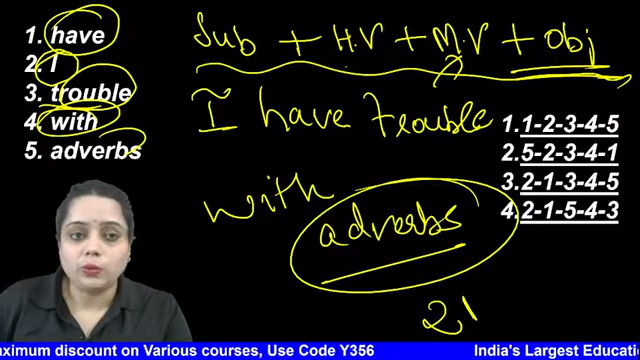 1. have
2. I
3. trouble
4. with
5. adverbs
Sub + H.V + M.V + Obj
I have trouble
with adverbs
21
1.1-2-3-4-5
2.5-2-3-4-1
3.2-1-3-4-5
4.2-1-5-4-3
aximum discount on Various courses, Use Code Y356
India's Largest Educati